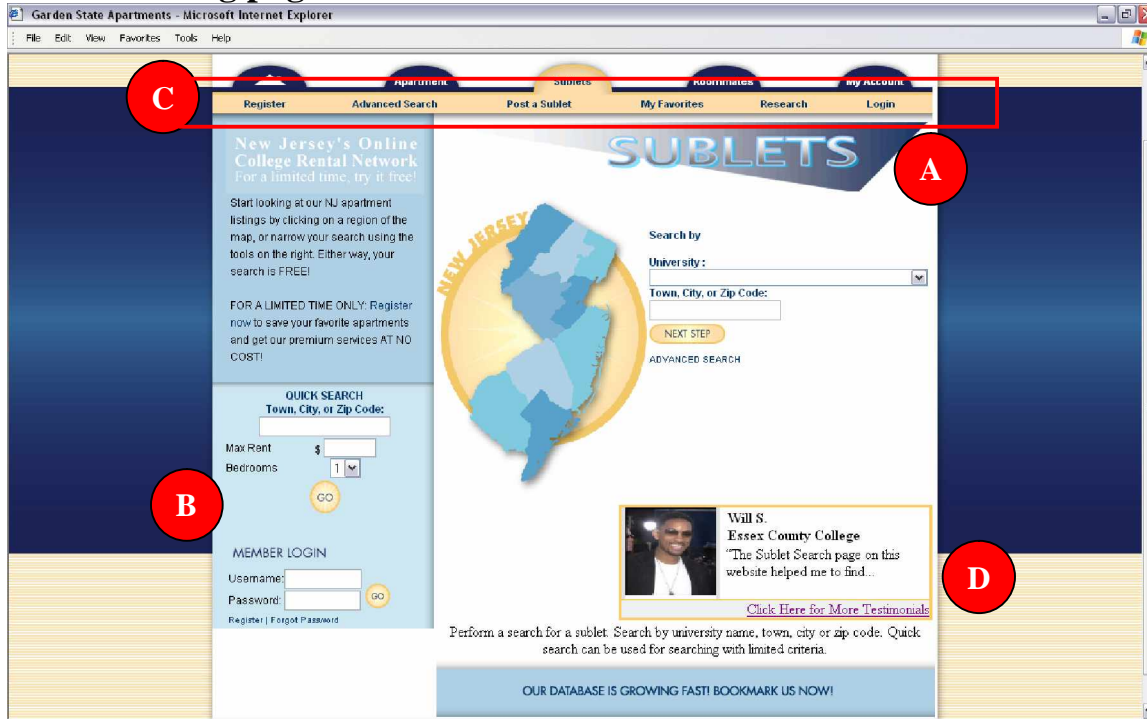 Garden State Apartments - Microsoft Internet Explorer
File Edit View Favorites Tools Help
Apartment Sublets Roommates My Account
C
Register Advanced Search Post a Sublet My Favorites Research Login
New Jersey's Online
College Rental Network
For a limited time, try it free!
SUBLETS
A
Start looking at our NJ apartment
listings by clicking on a region of the
map, or narrow your search using the
tools on the right. Either way, your
search is FREE!
FOR A LIMITED TIME ONLY: Register
now to save your favorite apartments
and get our premium services AT NO
COST!
NEW JERSEY
Search by
University :
Town, City, or Zip Code:
NEXT STEP
ADVANCED SEARCH
QUICK SEARCH
Town, City, or Zip Code:
Max Rent $
Bedrooms 1
GO
B
MEMBER LOGIN
Username:
Password: GO
Register | Forgot Password
Will S.
Essex County College
"The Sublet Search page on this
website helped me to find...
Click Here for More Testimonials
D
Perform a search for a sublet. Search by university name, town, city or zip code. Quick
search can be used for searching with limited criteria.
OUR DATABASE IS GROWING FAST! BOOKMARK US NOW!